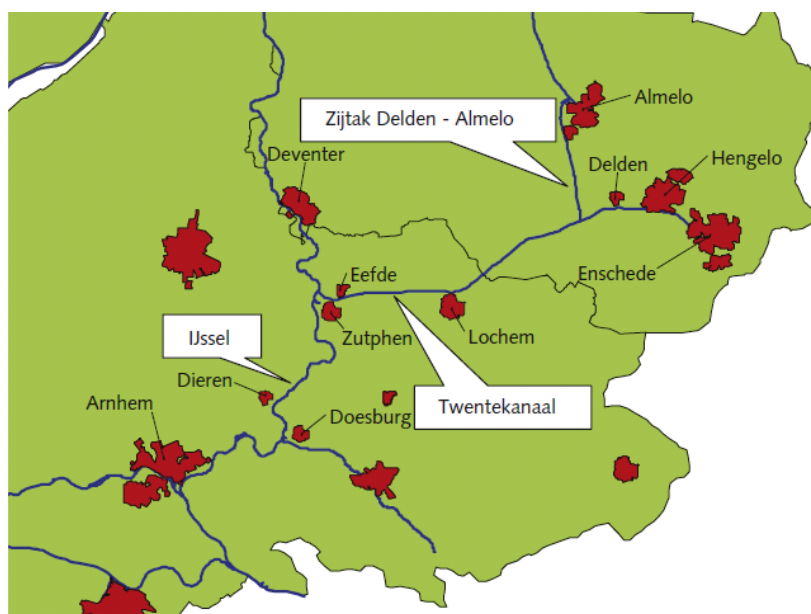 Almelo
Zijtak Delden - Almelo
Deventer
Delden
Hengelo
Eefde
Enschede
Zutphen
Lochem
IJssel
Dieren
Twentekanaal
Arnhem
Doesburg